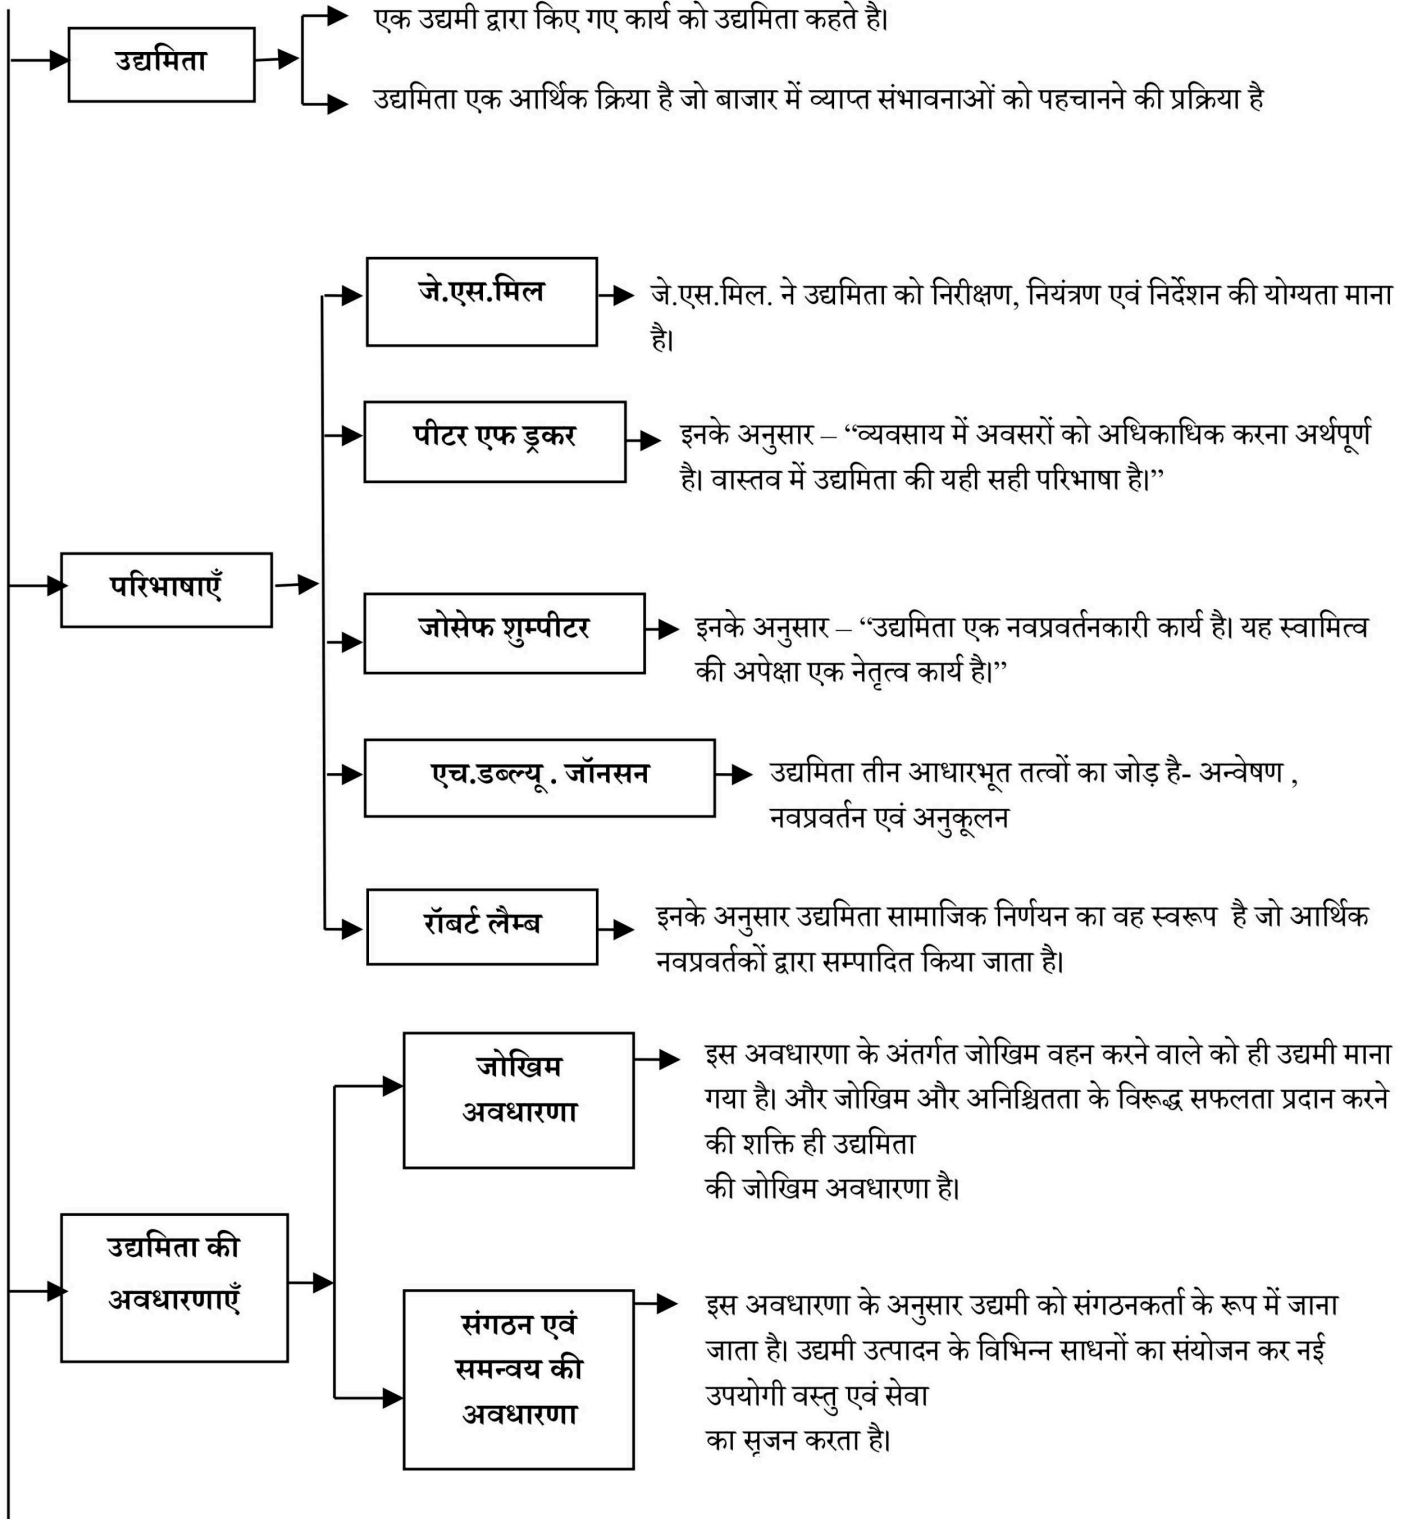 एक उद्यमी द्वारा किए गए कार्य को उद्यमिता कहते है।
उद्यमिता
उद्यमिता एक आर्थिक क्रिया है जो बाजार में व्याप्त संभावनाओं को पहचानने की प्रक्रिया है
जे.एस.मिल
जे.एस.मिल. ने उद्यमिता को निरीक्षण, नियंत्रण एवं निर्देशन की योग्यता माना
है।
पीटर एफ ड्रकर
इनके अनुसार – “व्यवसाय में अवसरों को अधिकाधिक करना अर्थपूर्ण
है। वास्तव में उद्यमिता की यही सही परिभाषा है।”
परिभाषाएँ
जोसेफ शुम्पीटर
इनके अनुसार – “उद्यमिता एक नवप्रवर्तनकारी कार्य है। यह स्वामित्व
की अपेक्षा एक नेतृत्व कार्य है।”
एच.डब्ल्यू . जॉनसन
उद्यमिता तीन आधारभूत तत्वों का जोड़ है- अन्वेषण ,
नवप्रवर्तन एवं अनुकूलन
रॉबर्ट लैम्ब
इनके अनुसार उद्यमिता सामाजिक निर्णयन का वह स्वरूप है जो आर्थिक
नवप्रवर्तकों द्वारा सम्पादित किया जाता है।
उद्यमिता की
अवधारणाएँ
जोखिम
अवधारणा
इस अवधारणा के अंतर्गत जोखिम वहन करने वाले को ही उद्यमी माना
गया है। और जोखिम और अनिश्चितता के विरूद्ध सफलता प्रदान करने
की शक्ति ही उद्यमिता
की जोखिम अवधारणा है।
संगठन एवं
समन्वय की
अवधारणा
इस अवधारणा के अनुसार उद्यमी को संगठनकर्ता के रूप में जाना
जाता है। उद्यमी उत्पादन के विभिन्न साधनों का संयोजन कर नई
उपयोगी वस्तु एवं सेवा
का सृजन करता है।